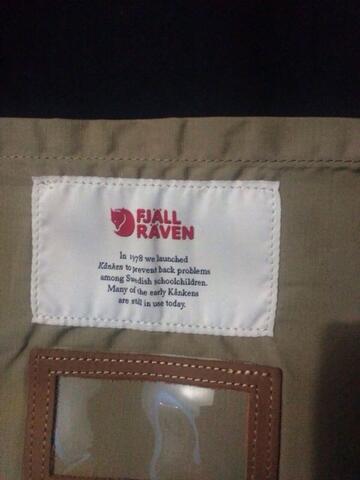 FJÄLL
RÄVEN
In 1978 we launched
Kånken to prevent back problems
among Swedish schoolchildren.
Many of the early Kånkens
are still in use today.